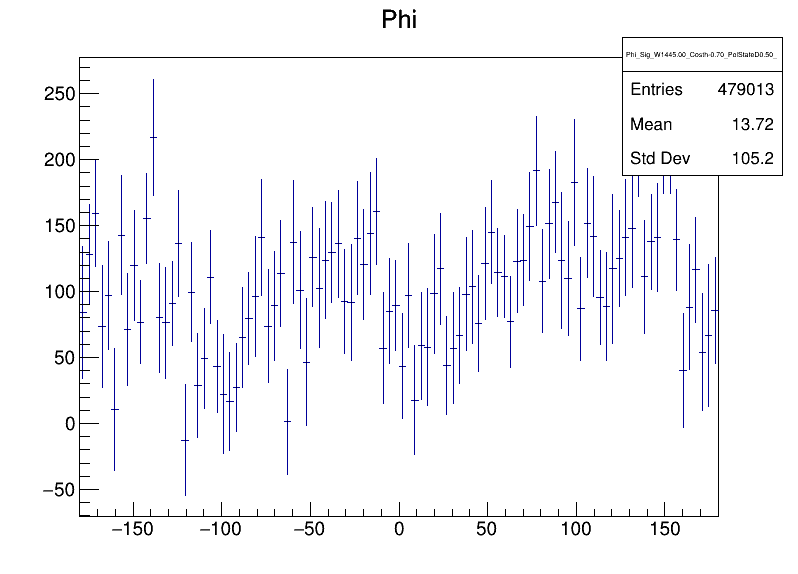 Phi
Phi_Sig_W1445.00_Costh-0.70_PolStateD0.50_
Entries 479013
Mean 13.72
Std Dev 105.2
250
200
150
100
50
0
−50
−150 −100 −50 0 50 100 150